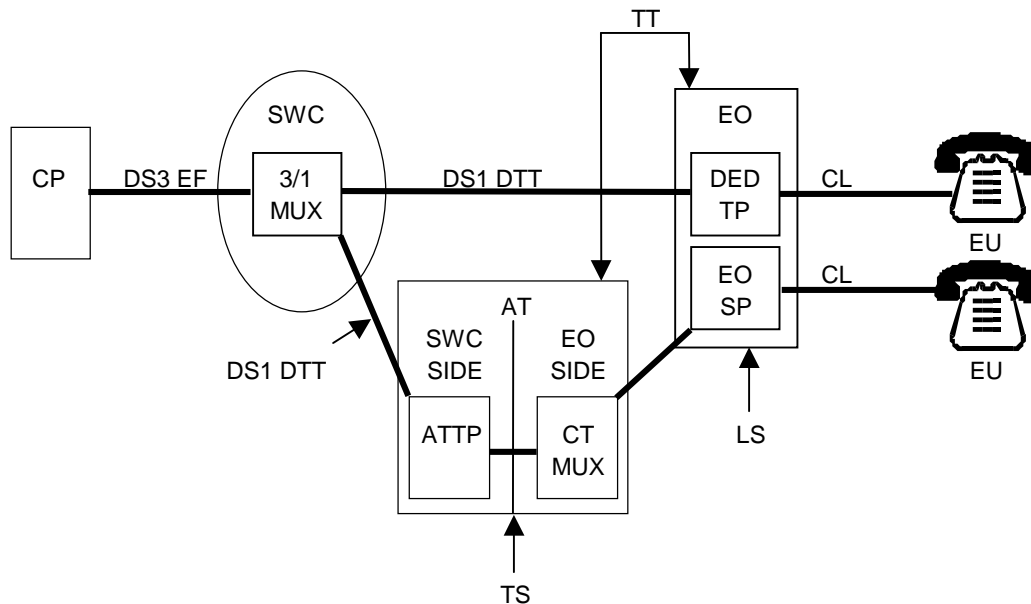 TT
SWC
EO
CP
DS3 EF
3/1
MUX
DS1 DTT
DED
TP
CL
EU
EO
SP
CL
EU
AT
SWC
SIDE
EO
SIDE
DS1 DTT
ATTP
CT
MUX
LS
TS